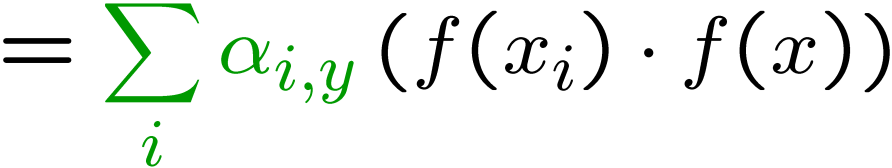 = ∑_i α_{i,y} (f(x_i) · f(x))